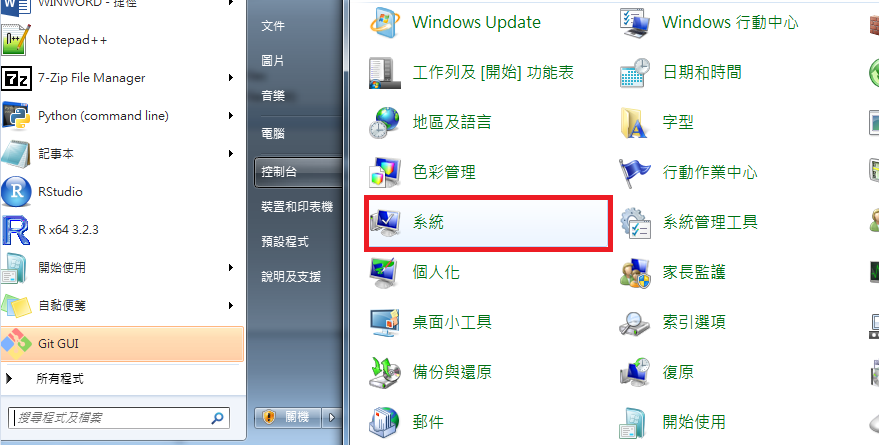 WINWORD - 捷徑
Notepad++
7-Zip File Manager
Python (command line)
記事本
RStudio
R x64 3.2.3
開始使用
自黏便箋
Git GUI
所有程式
搜尋程式及檔案
文件
圖片
音樂
電腦
控制台
裝置和印表機
預設程式
說明及支援
關機
Windows Update
Windows 行動中心
工作列及 [開始] 功能表
日期和時間
地區及語言
字型
色彩管理
行動作業中心
系統
系統管理工具
個人化
家長監護
桌面小工具
索引選項
備份與還原
復原
郵件
開始使用